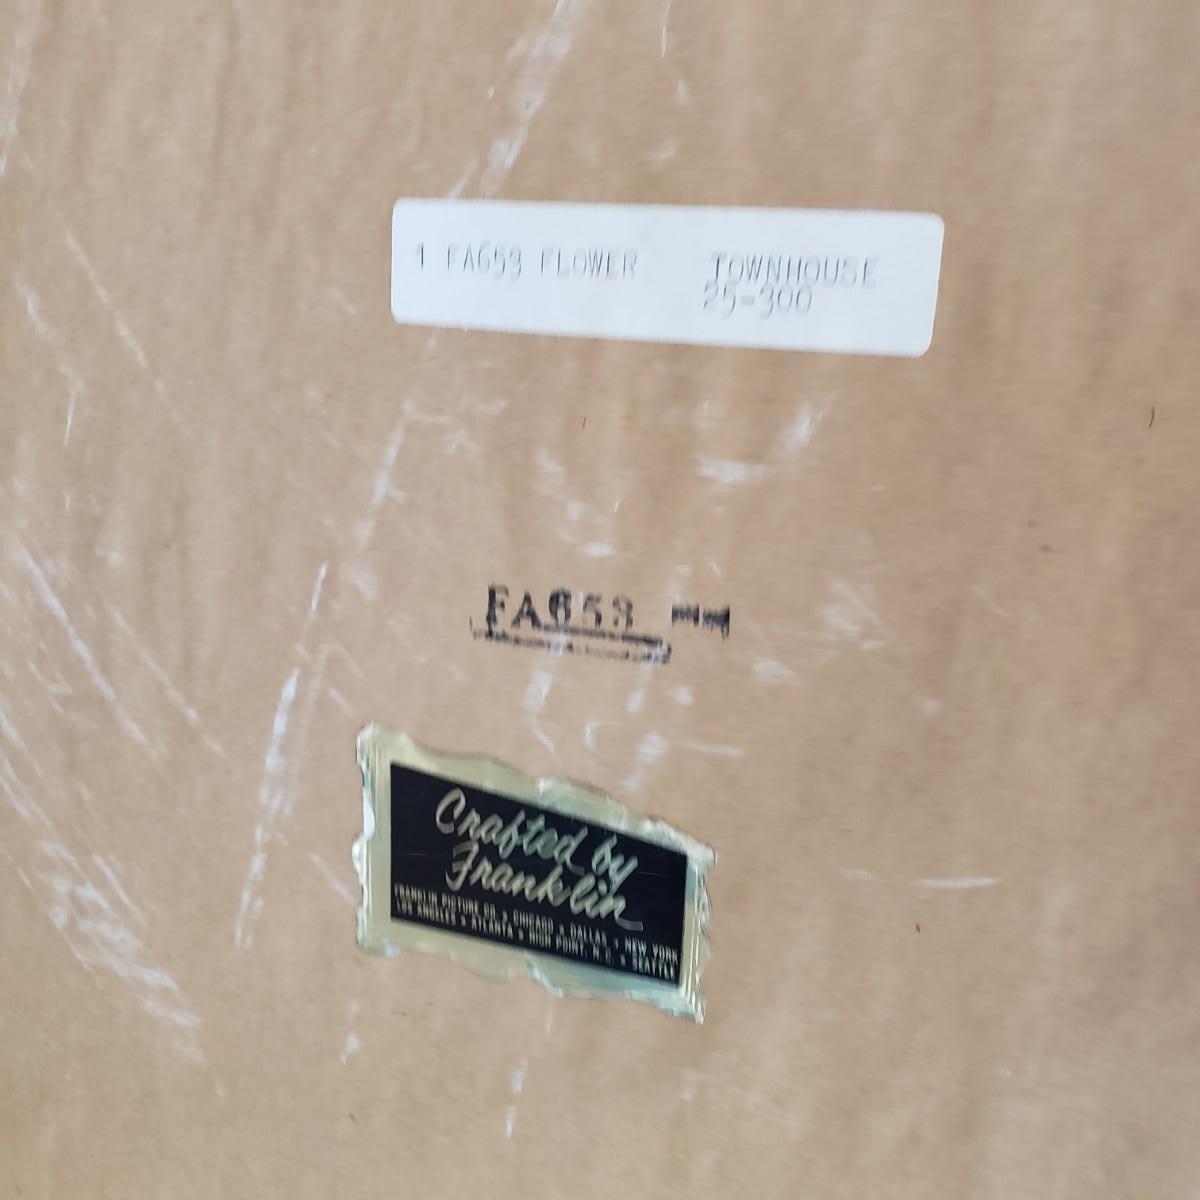 1 FA653 FLOWER TOWNHOUSE
25-300
FA653 1
Crafted by
Franklin
FRANKLIN PICTURE CO. • CHICAGO • DALLAS • NEW YORK
LOS ANGELES • ATLANTA • HIGH POINT, N.C. • SEATTLE